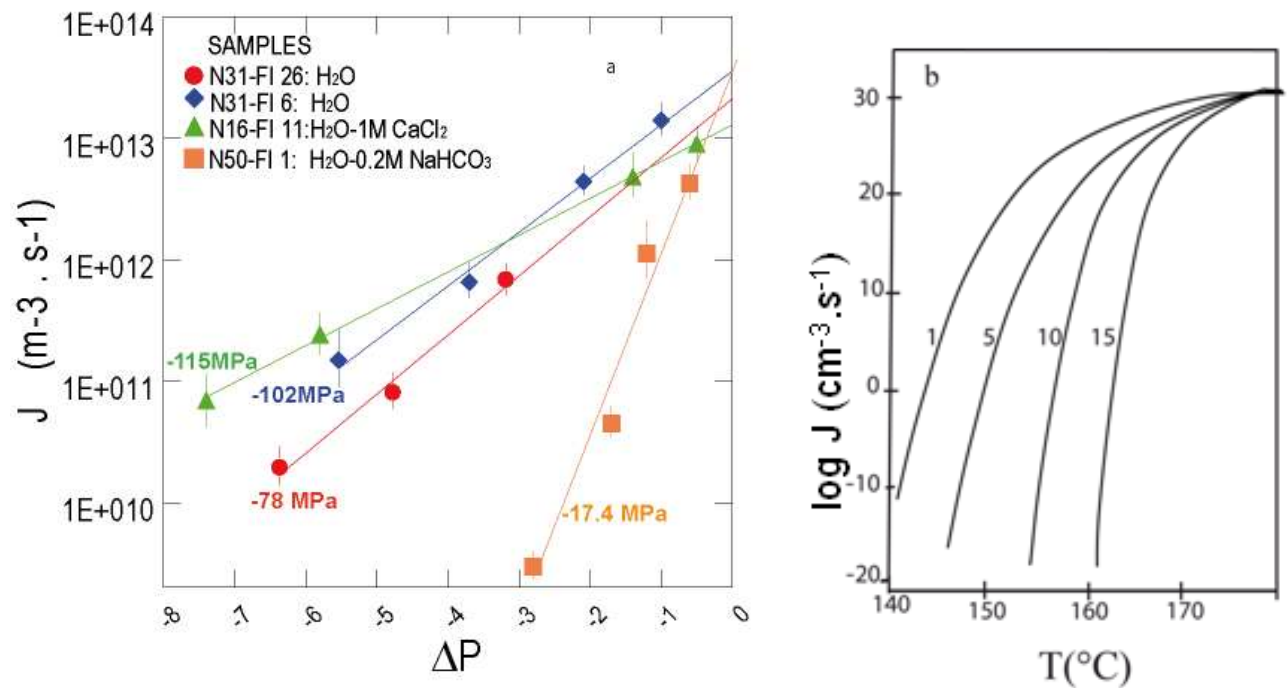 1E+014
1E+013
1E+012
1E+011
1E+010
J (m-3 . s-1)
SAMPLES
N31-FI 26: H₂O
N31-FI 6: H₂O
N16-FI 11:H₂O-1M CaCl₂
N50-FI 1: H₂O-0.2M NaHCO₃
a
-115MPa
-102MPa
-78 MPa
-17.4 MPa
-8 -7 -6 -5 -4 -3 -2 -1 0
ΔP
b
30
20
10
0
-10
-20
log J (cm⁻³.s⁻¹)
1 5 10 15
140 150 160 170
T(°C)